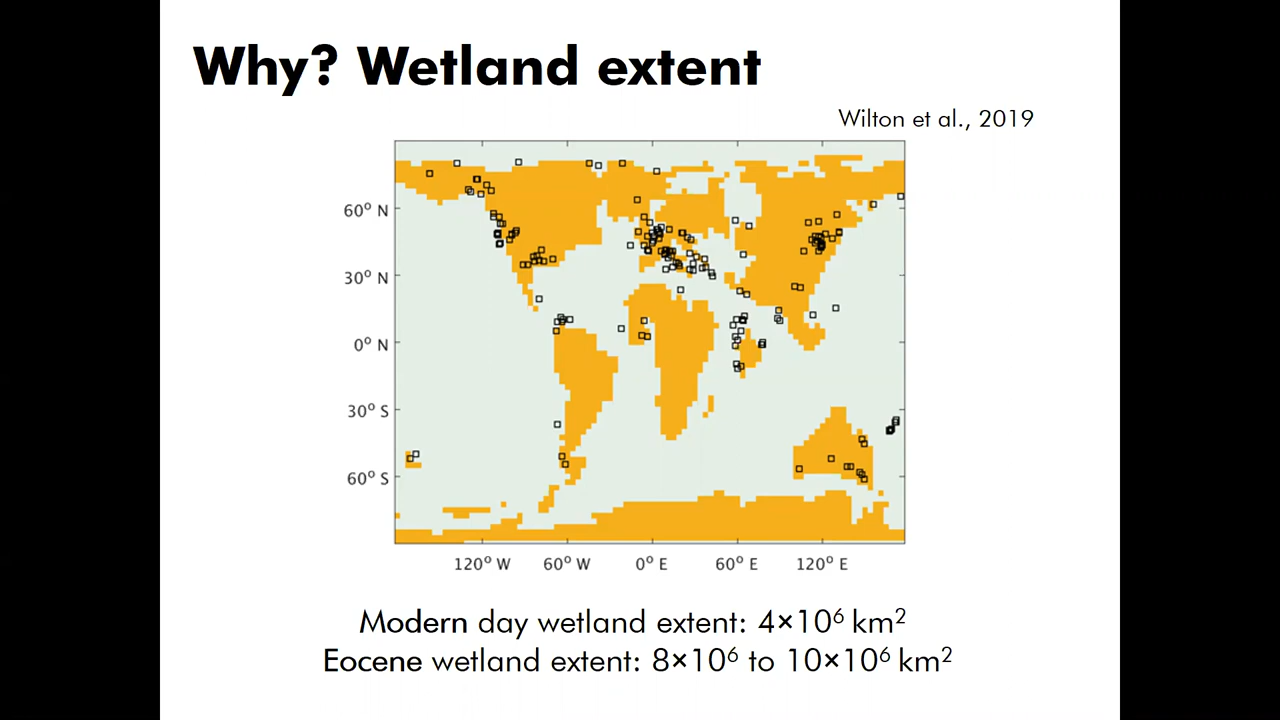 Why? Wetland extent
Wilton et al., 2019
60° N
30° N
0° N
30° S
60° S
120° W
60° W
0° E
60° E
120° E
Modern day wetland extent: 4×10⁶ km²
Eocene wetland extent: 8×10⁶ to 10×10⁶ km²